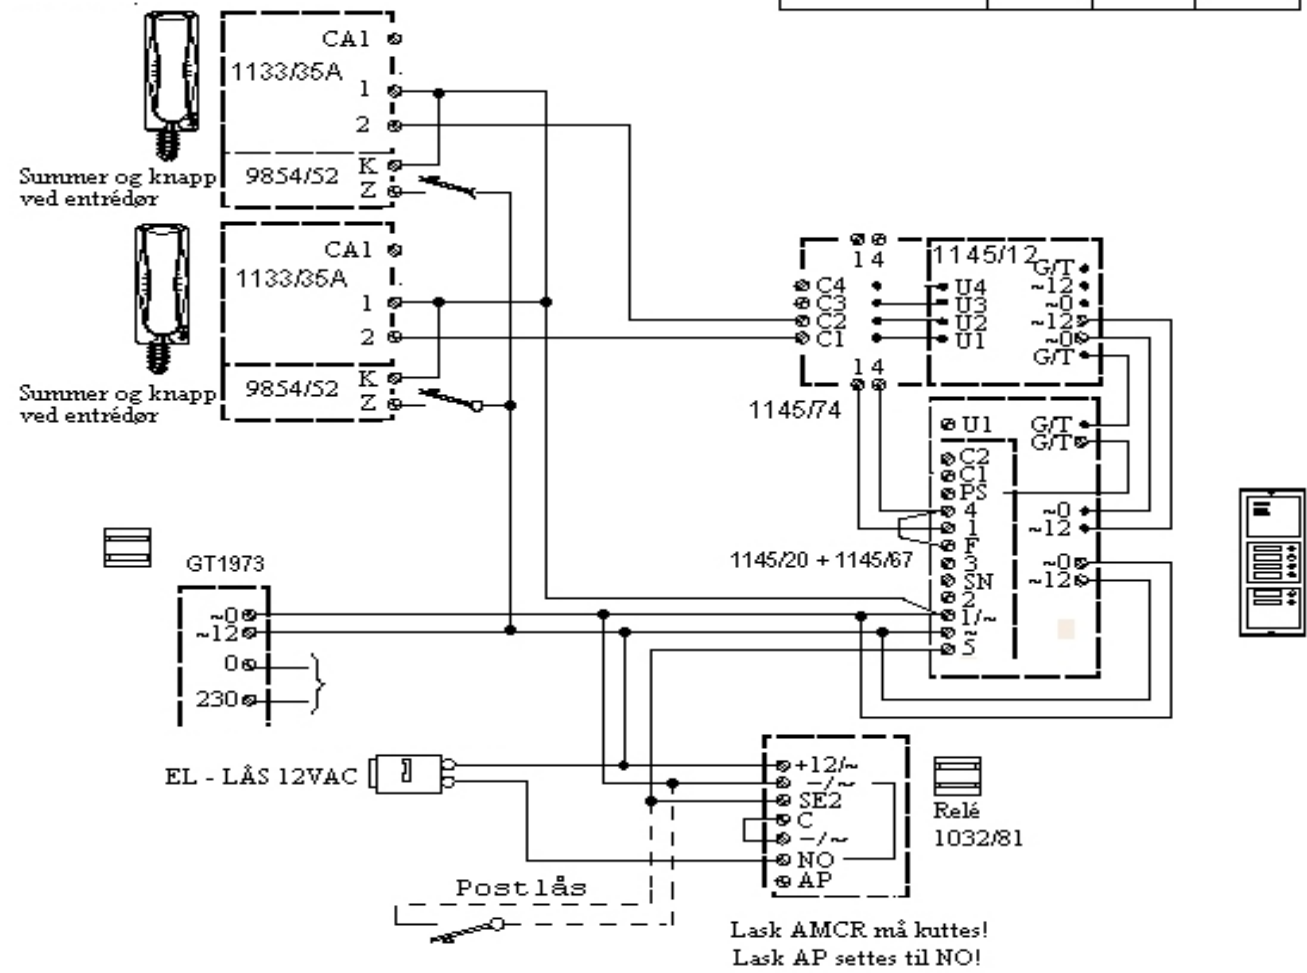 CA1
1133/35A
1
2
K
9854/52
Z
Summer og knapp
ved entrédør
CA1
1133/35A
1
2
K
9854/52
Z
Summer og knapp
ved entrédør
1 4
C4
C3
C2
C1
1 4
1145/74
1145/12
G/T
U4 ~12
U3 ~0
U2 ~12
U1 ~0
G/T
U1 G/T
G/T
C2
C1
PS
4 ~0
1 ~12
F
3 ~0
SN ~12
2
1/~
~
5
1145/20 + 1145/67
GT1973
~0
~12
0
230
EL - LÅS 12VAC
+12/~
-/~
SE2
C
-/~
NO
AP
Relé
1032/81
Postlås
Lask AMCR må kuttes!
Lask AP settes til NO!